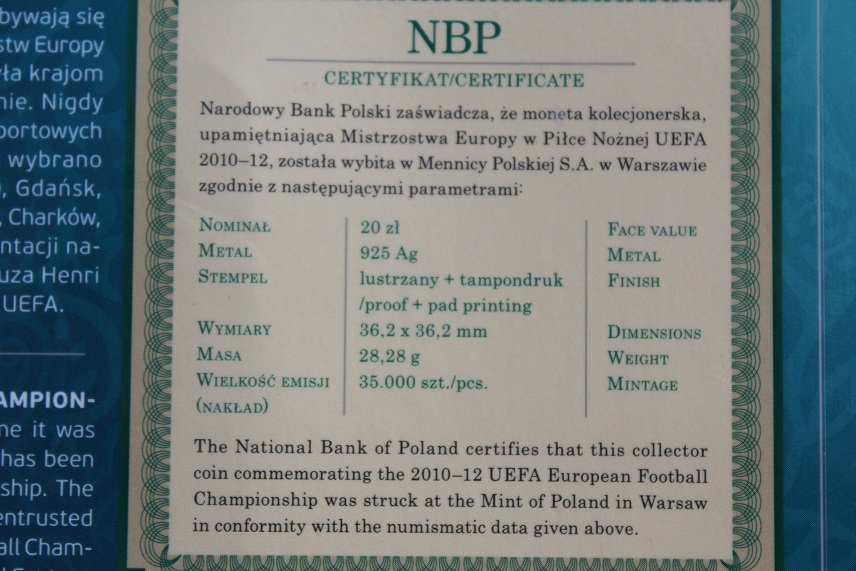 bywają się
stw Europy
yła krajom
nie. Nigdy
portowych
wybrano
, Gdańsk,
, Charków,
ntacji na-
uza Henri
UEFA.
AMPION-
ne it was
has been
ship. The
entrusted
all Cham-
NBP
CERTYFIKAT/CERTIFICATE
Narodowy Bank Polski zaświadcza, że moneta kolecjonerska,
upamiętniająca Mistrzostwa Europy w Piłce Nożnej UEFA
2010–12, została wybita w Mennicy Polskiej S.A. w Warszawie
zgodnie z następującymi parametrami:
NOMINAŁ 20 zł FACE VALUE
METAL 925 Ag METAL
STEMPEL lustrzany + tampondruk FINISH
/proof + pad printing
WYMIARY 36,2 x 36,2 mm DIMENSIONS
MASA 28,28 g WEIGHT
WIELKOŚĆ EMISJI 35.000 szt./pcs. MINTAGE
(NAKŁAD)
The National Bank of Poland certifies that this collector
coin commemorating the 2010–12 UEFA European Football
Championship was struck at the Mint of Poland in Warsaw
in conformity with the numismatic data given above.